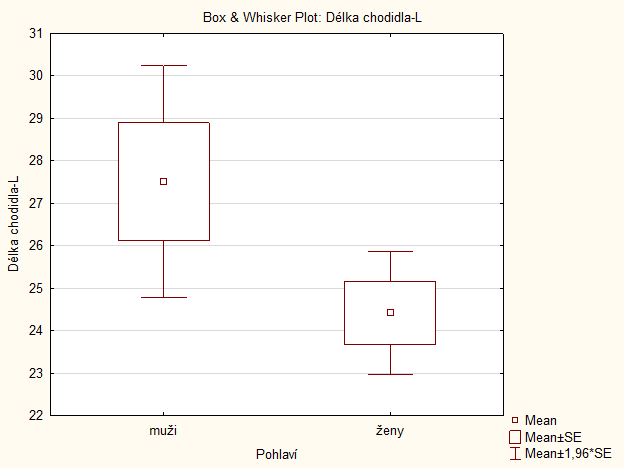 Box & Whisker Plot: Délka chodidla-L
Délka chodidla-L
31
30
29
28
27
26
25
24
23
22
muži
ženy
Pohlaví
Mean
Mean±SE
Mean±1,96*SE